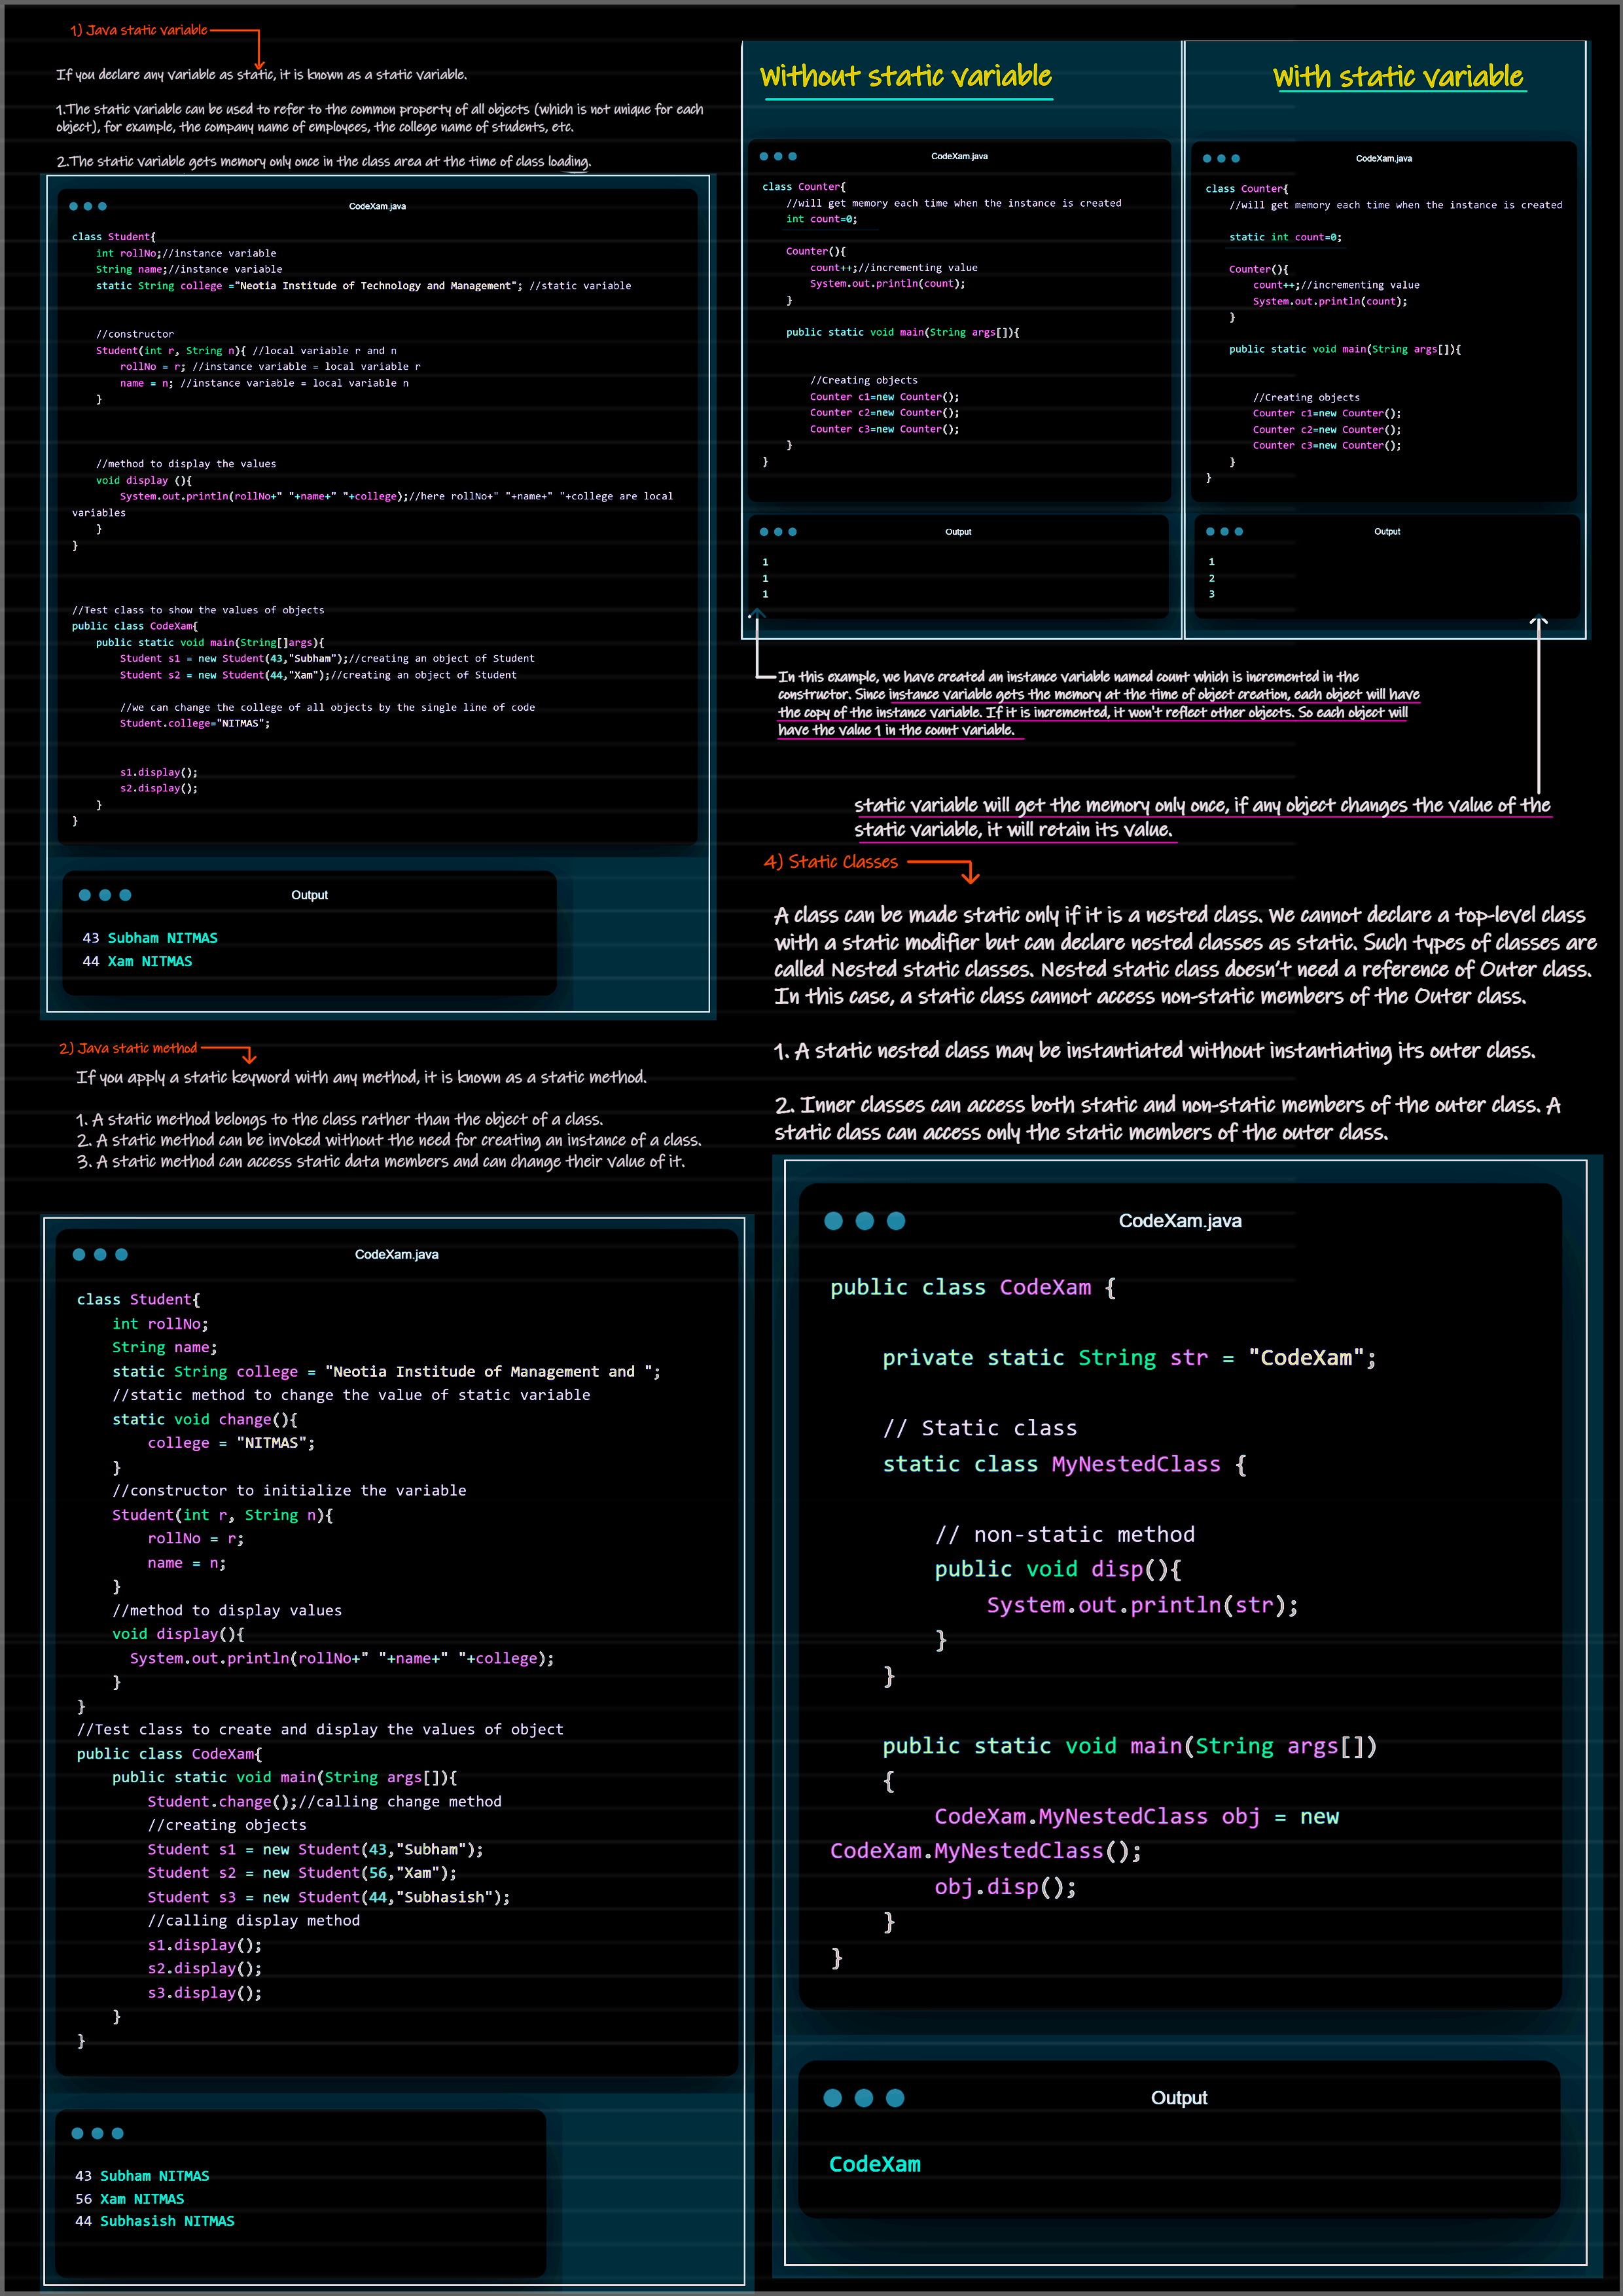 1) Java static variable
If you declare any variable as static, it is known as a static variable.
1.The static variable can be used to refer to the common property of all objects (which is not unique for each
object), for example, the company name of employees, the college name of students, etc.
2.The static variable gets memory only once in the class area at the time of class loading.
CodeXam.java
class Student{
    int rollNo;//instance variable
    String name;//instance variable
    static String college ="Neotia Institute of Technology and Management"; //static variable
    //constructor
    Student(int r, String n){ //local variable r and n
        rollNo = r; //instance variable = local variable r
        name = n; //instance variable = local variable n
    }
    //method to display the values
    void display (){
        System.out.println(rollNo+" "+name+" "+college);//here rollNo+" "+name+" "+college are local
variables
    }
}
//Test class to show the values of objects
public class CodeXam{
    public static void main(String[]args){
        Student s1 = new Student(43,"Subham");//creating an object of Student
        Student s2 = new Student(44,"Xam");//creating an object of Student
        //we can change the college of all objects by the single line of code
        Student.college="NITMAS";
        s1.display();
        s2.display();
    }
}
Output
43 Subham NITMAS
44 Xam NITMAS
2) Java static method
If you apply a static keyword with any method, it is known as a static method.
1. A static method belongs to the class rather than the object of a class.
2. A static method can be invoked without the need for creating an instance of a class.
3. A static method can access static data members and can change their value of it.
CodeXam.java
class Student{
    int rollNo;
    String name;
    static String college = "Neotia Institude of Management and ";
    //static method to change the value of static variable
    static void change(){
        college = "NITMAS";
    }
    //constructor to initialize the variable
    Student(int r, String n){
        rollNo = r;
        name = n;
    }
    //method to display values
    void display(){
      System.out.println(rollNo+" "+name+" "+college);
    }
}
//Test class to create and display the values of object
public class CodeXam{
    public static void main(String args[]){
        Student.change();//calling change method
        //creating objects
        Student s1 = new Student(43,"Subham");
        Student s2 = new Student(56,"Xam");
        Student s3 = new Student(44,"Subhasish");
        //calling display method
        s1.display();
        s2.display();
        s3.display();
    }
}
43 Subham NITMAS
56 Xam NITMAS
44 Subhasish NITMAS
Without static variable
CodeXam.java
class Counter{
    //will get memory each time when the instance is created
    int count=0;
    Counter(){
        count++;//incrementing value
        System.out.println(count);
    }
    public static void main(String args[]){
        //Creating objects
        Counter c1=new Counter();
        Counter c2=new Counter();
        Counter c3=new Counter();
    }
}
Output
1
1
1
With static variable
CodeXam.java
class Counter{
    //will get memory each time when the instance is created
    static int count=0;
    Counter(){
        count++;//incrementing value
        System.out.println(count);
    }
    public static void main(String args[]){
        //Creating objects
        Counter c1=new Counter();
        Counter c2=new Counter();
        Counter c3=new Counter();
    }
}
Output
1
2
3
In this example, we have created an instance variable named count which is incremented in the
constructor. Since instance variable gets the memory at the time of object creation, each object will have
the copy of the instance variable. If it is incremented, it won't reflect other objects. So each object will
have the value 1 in the count variable.
static variable will get the memory only once, if any object changes the value of the
static variable, it will retain its value.
4) Static Classes
A class can be made static only if it is a nested class. We cannot declare a top-level class
with a static modifier but can declare nested classes as static. Such types of classes are
called Nested static classes. Nested static class doesn't need a reference of Outer class.
In this case, a static class cannot access non-static members of the Outer class.
1. A static nested class may be instantiated without instantiating its outer class.
2. Inner classes can access both static and non-static members of the outer class. A
static class can access only the static members of the outer class.
CodeXam.java
public class CodeXam {
    private static String str = "CodeXam";
    // Static class
    static class MyNestedClass {
        // non-static method
        public void disp(){
            System.out.println(str);
        }
    }
    public static void main(String args[])
    {
        CodeXam.MyNestedClass obj = new
CodeXam.MyNestedClass();
        obj.disp();
    }
}
Output
CodeXam